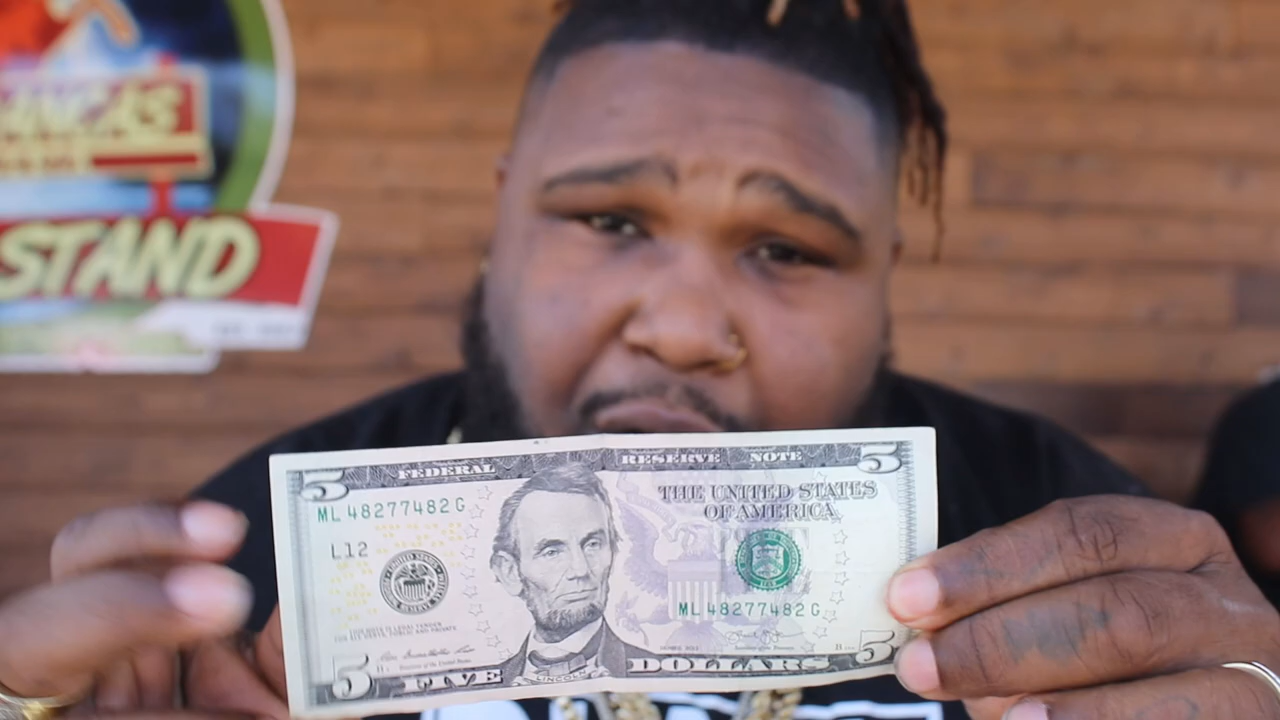 STAND
5 FEDERAL RESERVE NOTE 5
ML 48277482 G
THE UNITED STATES
OF AMERICA
L12
ML 48277482 G
5 FIVE
LINCOLN
DOLLARS 5